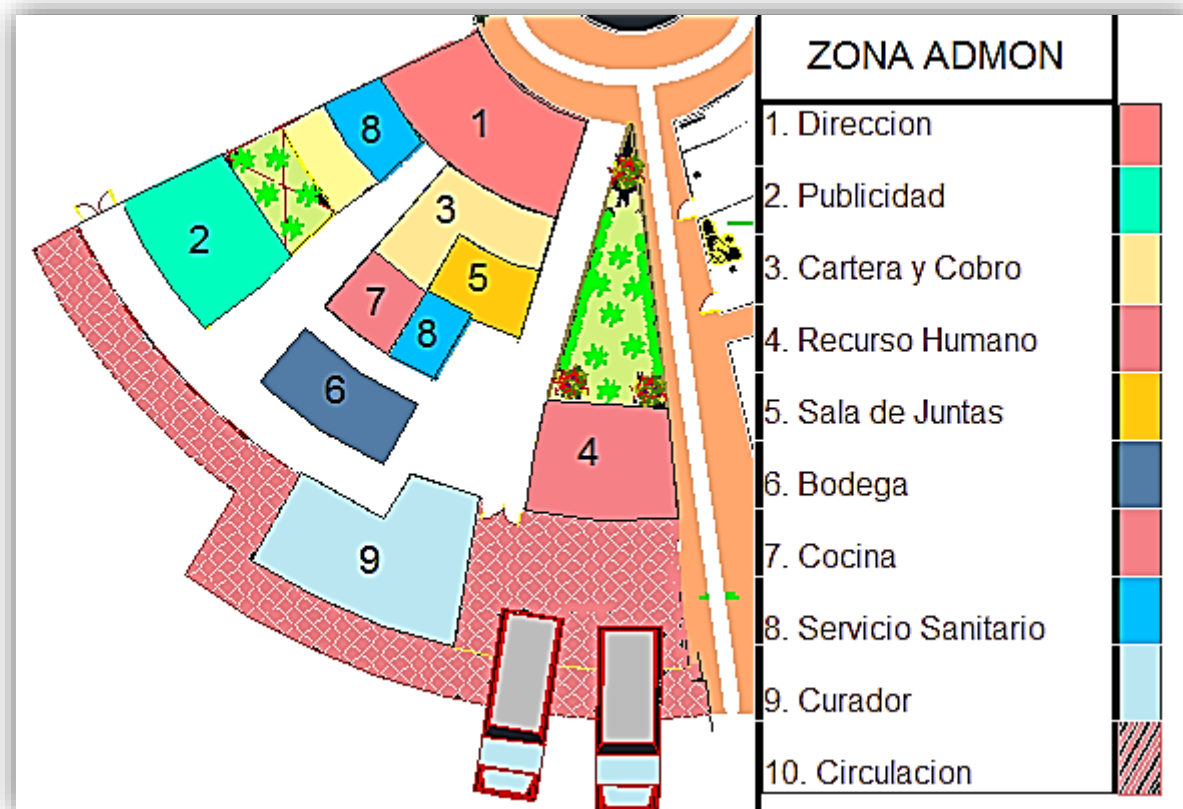 ZONA ADMON
1. Direccion
2. Publicidad
3. Cartera y Cobro
4. Recurso Humano
5. Sala de Juntas
6. Bodega
7. Cocina
8. Servicio Sanitario
9. Curador
10. Circulacion
1
8
3
2
5
7
8
6
4
9